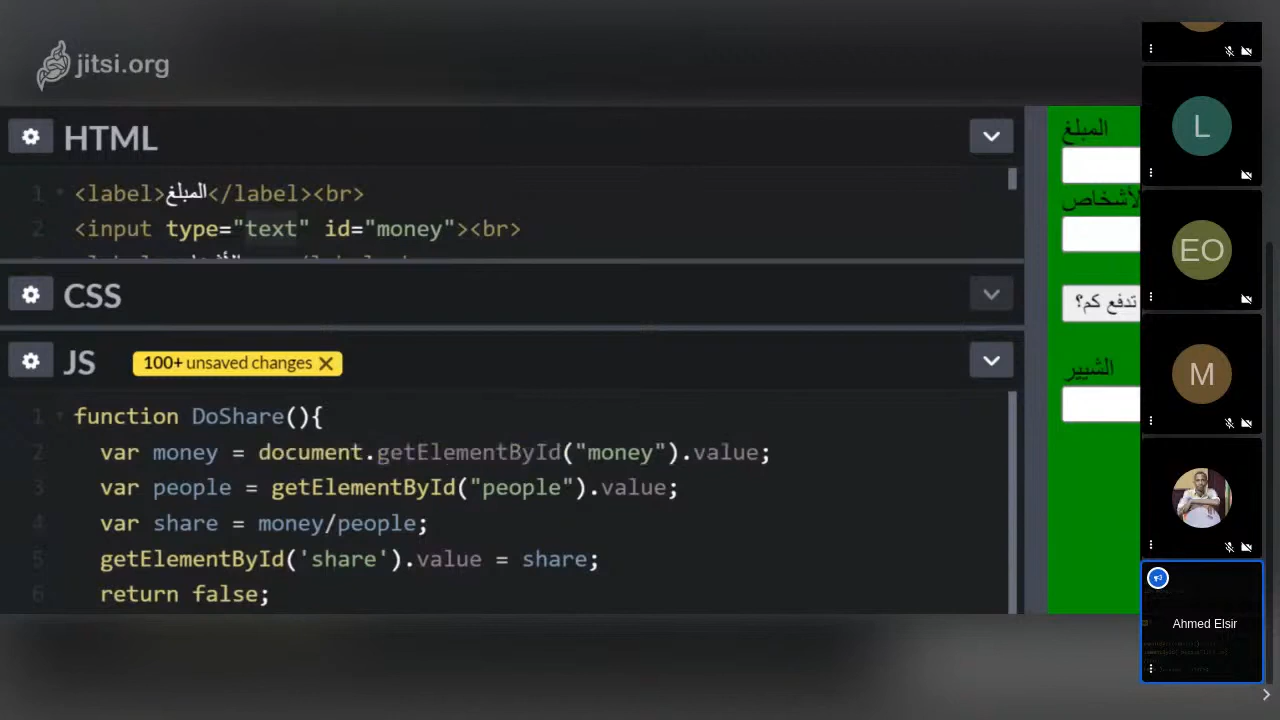 jitsi.org
HTML
1 <label>المبلغ</label><br>
2 <input type="text" id="money"><br>
CSS
JS 100+ unsaved changes
1 function DoShare(){
2 var money = document.getElementById("money").value;
3 var people = getElementById("people").value;
4 var share = money/people;
5 getElementById('share').value = share;
6 return false;
المبلغ
تدفع كم؟
الشيير
L
EO
M
Ahmed Elsir